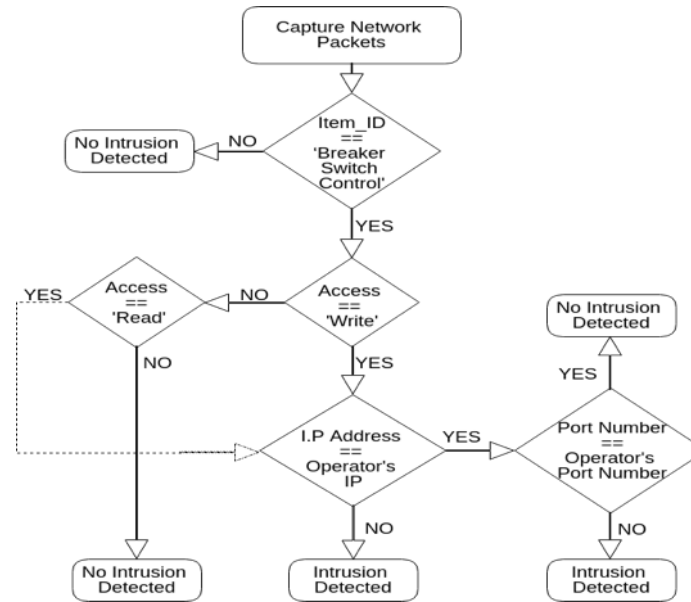 Capture Network
Packets
Item_ID
==
'Breaker
Switch
Control'
NO
No Intrusion
Detected
YES
Access
==
'Write'
NO
Access
==
'Read'
YES
NO
YES
I.P Address
==
Operator's
IP
YES
Port Number
==
Operator's
Port Number
YES
No Intrusion
Detected
NO
NO
No Intrusion
Detected
Intrusion
Detected
Intrusion
Detected